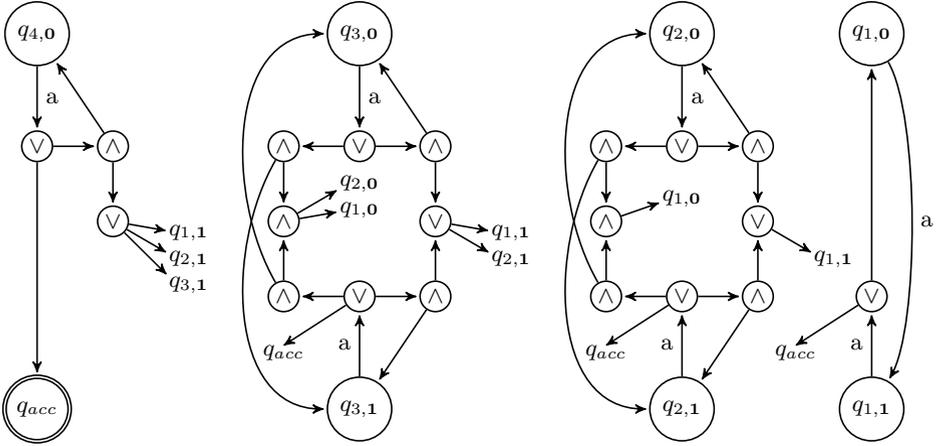 q4,0 q3,0 q2,0 q1,0
a a a
∨ ∧ ∧ ∨ ∧ ∧ ∨ ∧
q2,0
q1,0 q1,0
∨ ∧ ∨ ∧ ∨ a
q1,1 q1,1
q2,1 q2,1 q1,1
q3,1
∧ ∨ ∧ ∧ ∨ ∧ ∨
qacc a qacc a qacc a
qacc q3,1 q2,1 q1,1